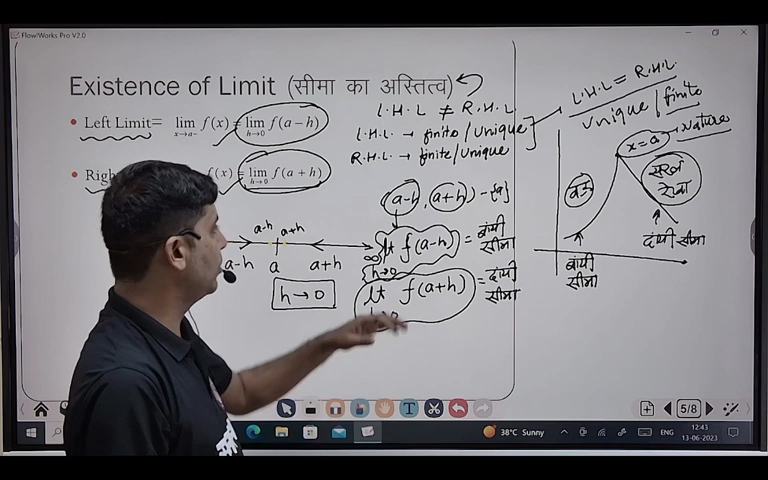 FlowWorks Pro V2.0
Existence of Limit (सीमा का अस्तित्व)
L.H.L = R.H.L
Unique / finite
L.H.L ≠ R.H.L
• Left Limit= lim x→a- f(x) = lim h→0 f(a−h)
L.H.L → finite/Unique
R.H.L → finite/Unique
• Righ f(x) = lim h→0 f(a+h)
x=a → Nature
(a-h, a+h) - {a}
वक्र
सरल
रेखा
a-h a+h
lt h→0 f(a-h) = बांयी
सीमा
दांयी सीमा
a-h a a+h
बांयी
सीमा
h→0
lt f(a+h) = दांयी
सीमा
5/8
38°C Sunny
ENG
12:43
13-06-2023